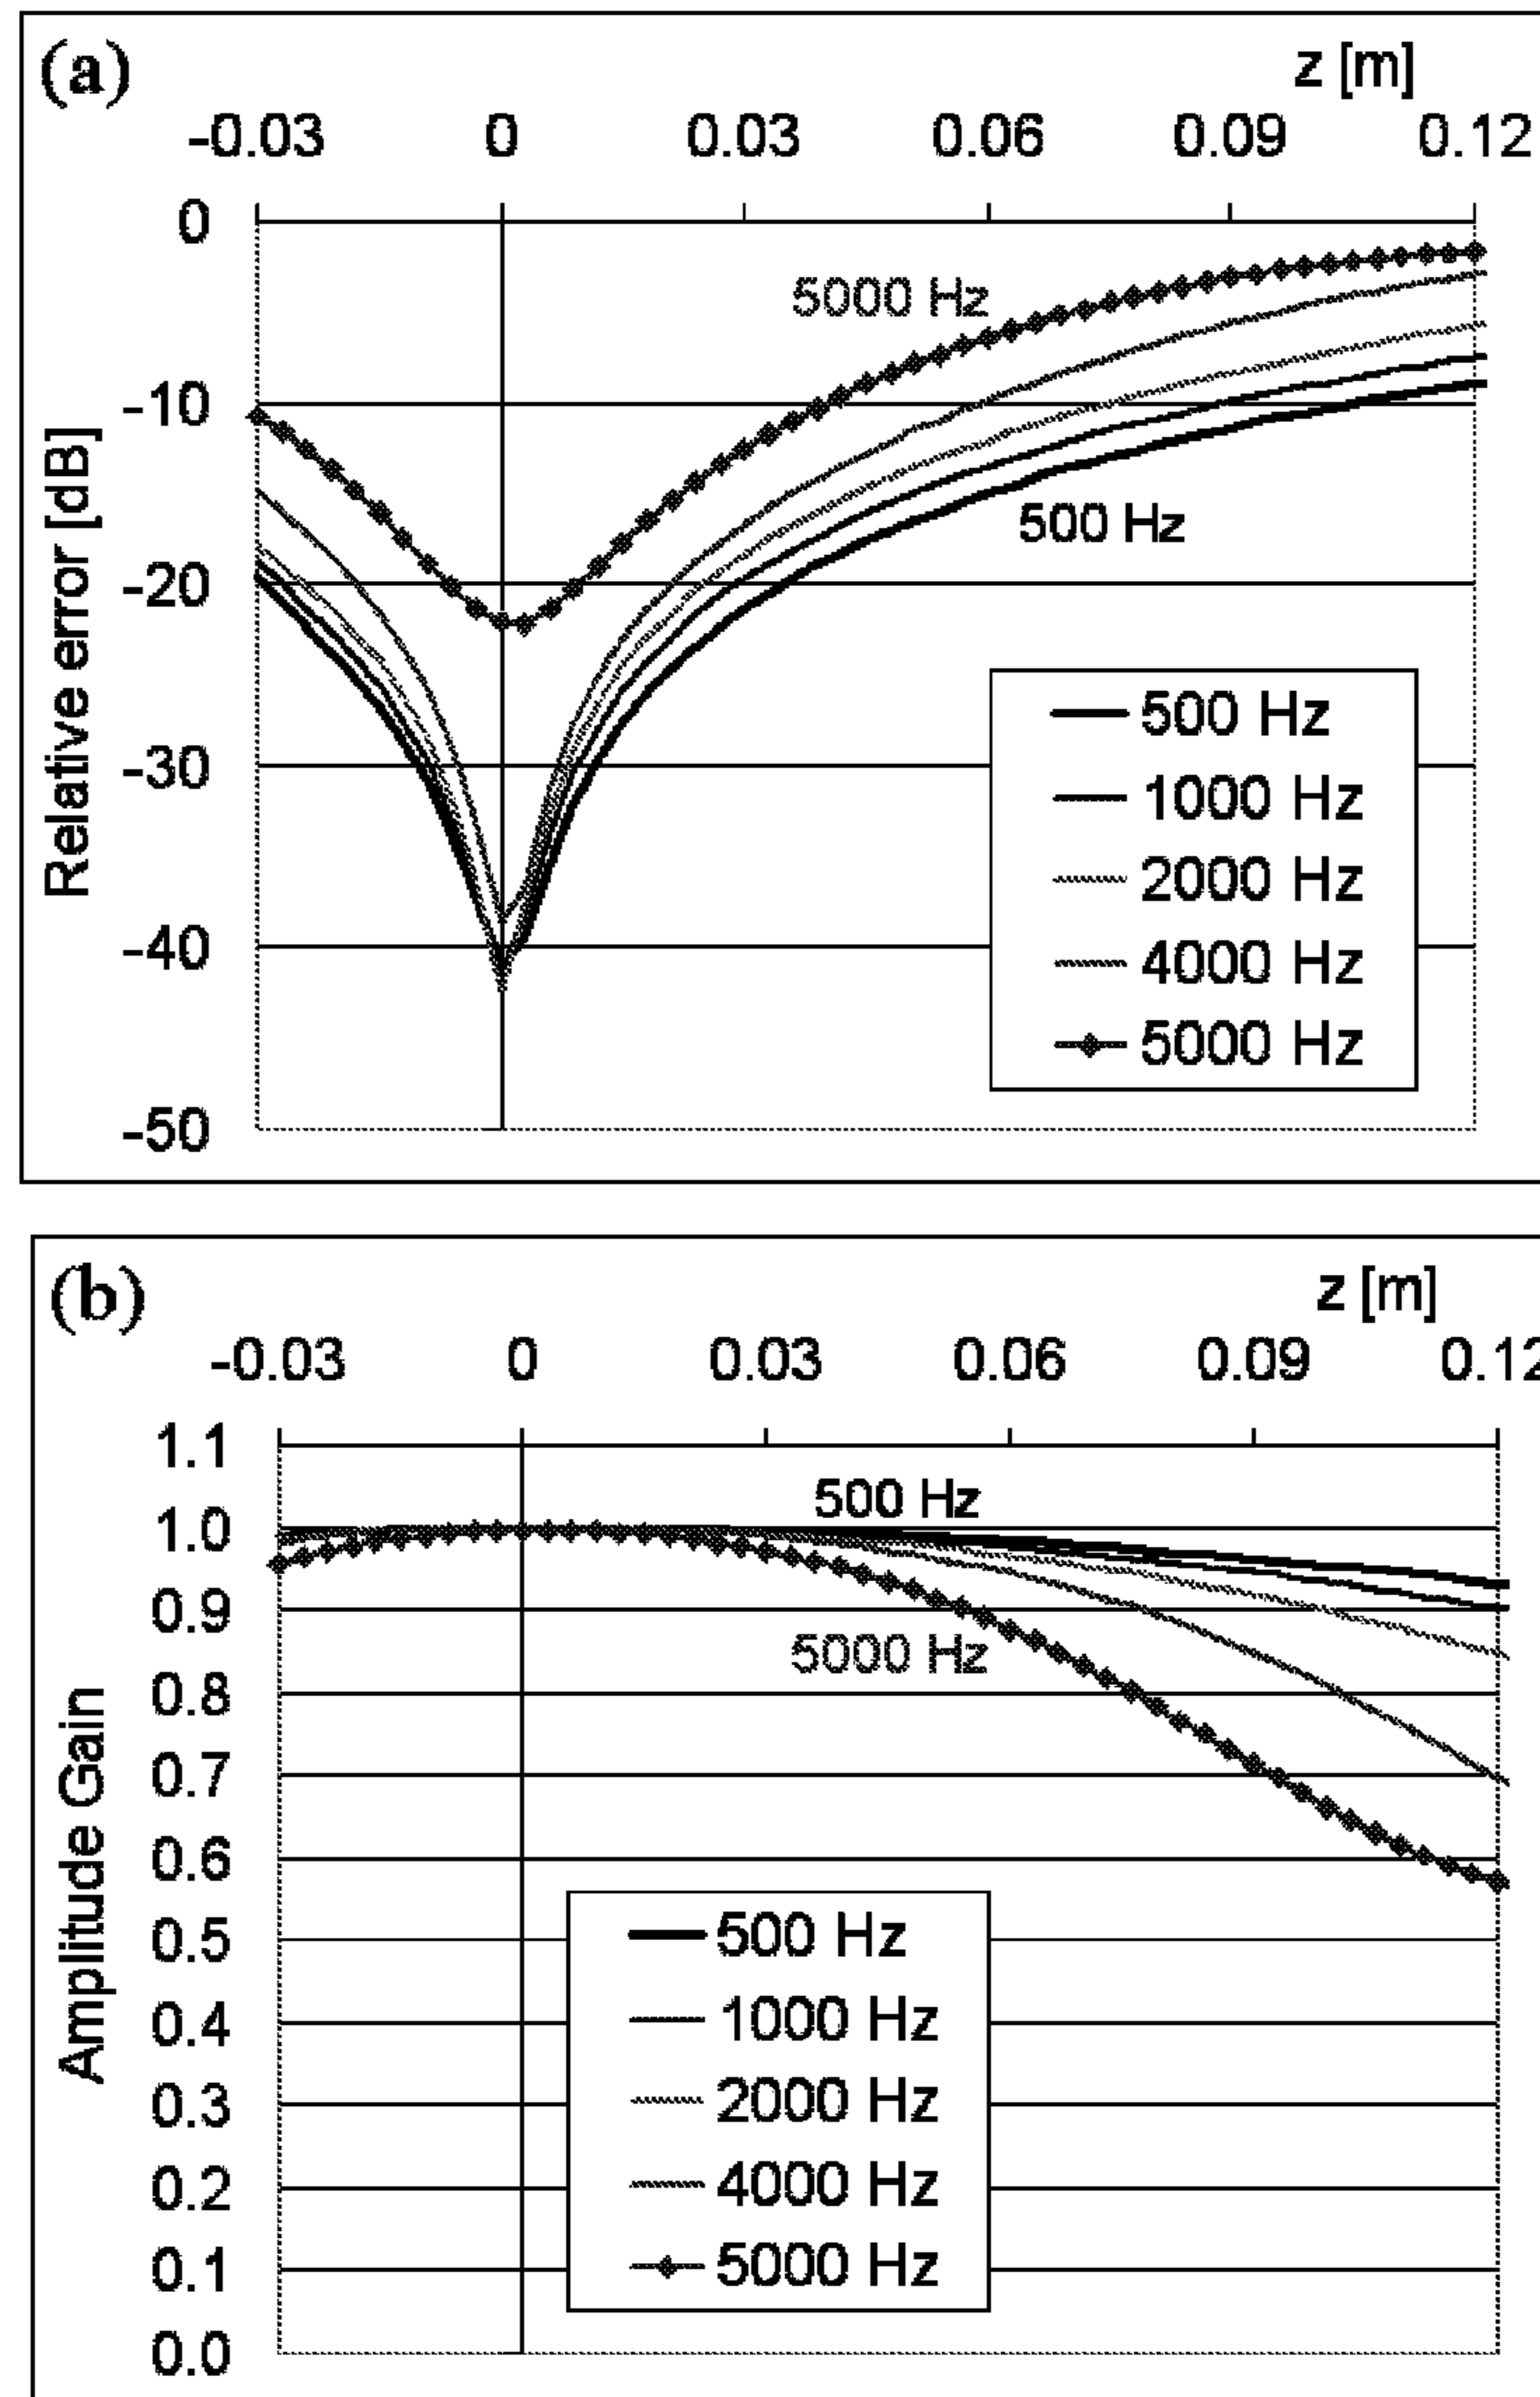 (a)
z [m]
-0.03 0 0.03 0.06 0.09 0.12
0
-10
-20
-30
-40
-50
Relative error [dB]
5000 Hz
500 Hz
500 Hz
1000 Hz
2000 Hz
4000 Hz
5000 Hz
(b)
z [m]
-0.03 0 0.03 0.06 0.09 0.12
1.1
1.0
0.9
0.8
0.7
0.6
0.5
0.4
0.3
0.2
0.1
0.0
Amplitude Gain
500 Hz
5000 Hz
500 Hz
1000 Hz
2000 Hz
4000 Hz
5000 Hz